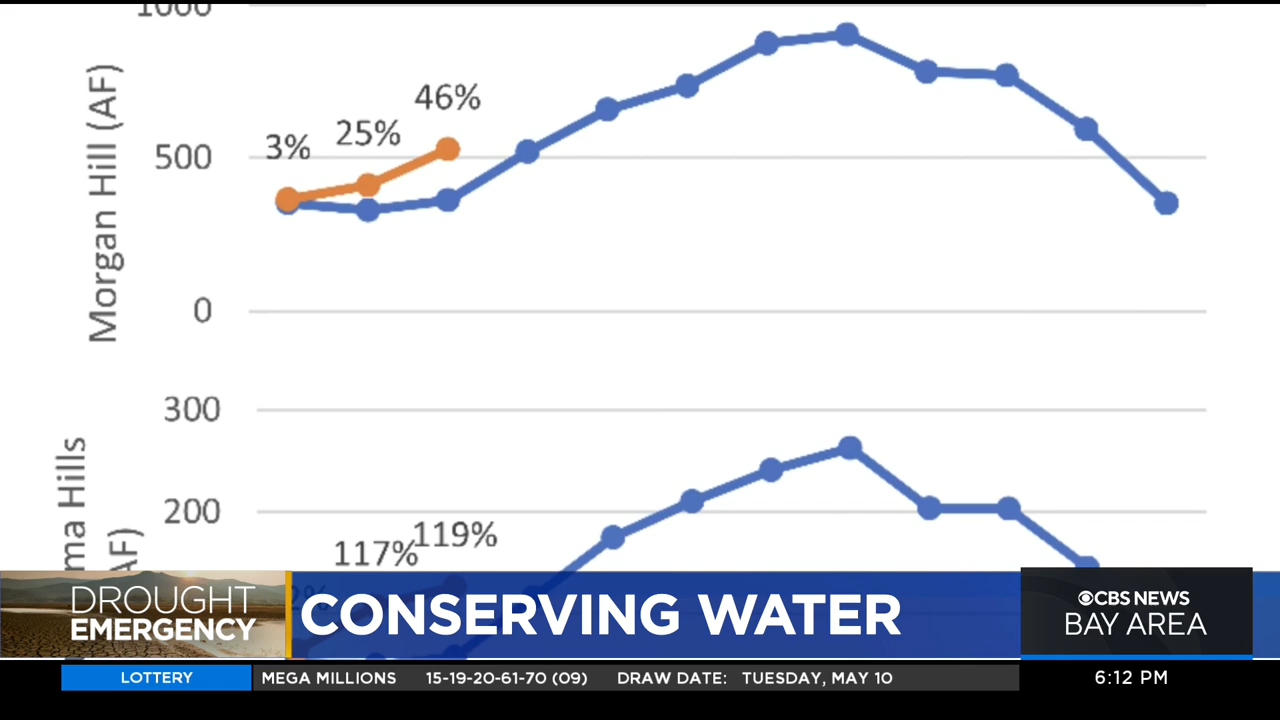 1000
Morgan Hill (AF)
46%
25%
3%
500
0
300
ma Hills
AF)
200
119%
117%
2%
DROUGHT
EMERGENCY
CONSERVING WATER
CBS NEWS
BAY AREA
LOTTERY
MEGA MILLIONS 15-19-20-61-70 (09) DRAW DATE: TUESDAY, MAY 10
6:12 PM